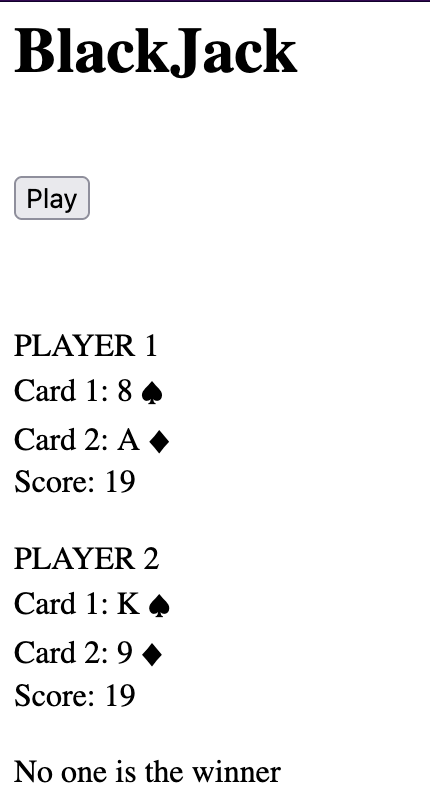 BlackJack
Play
PLAYER 1
Card 1: 8 ♠
Card 2: A ♦
Score: 19
PLAYER 2
Card 1: K ♠
Card 2: 9 ♦
Score: 19
No one is the winner